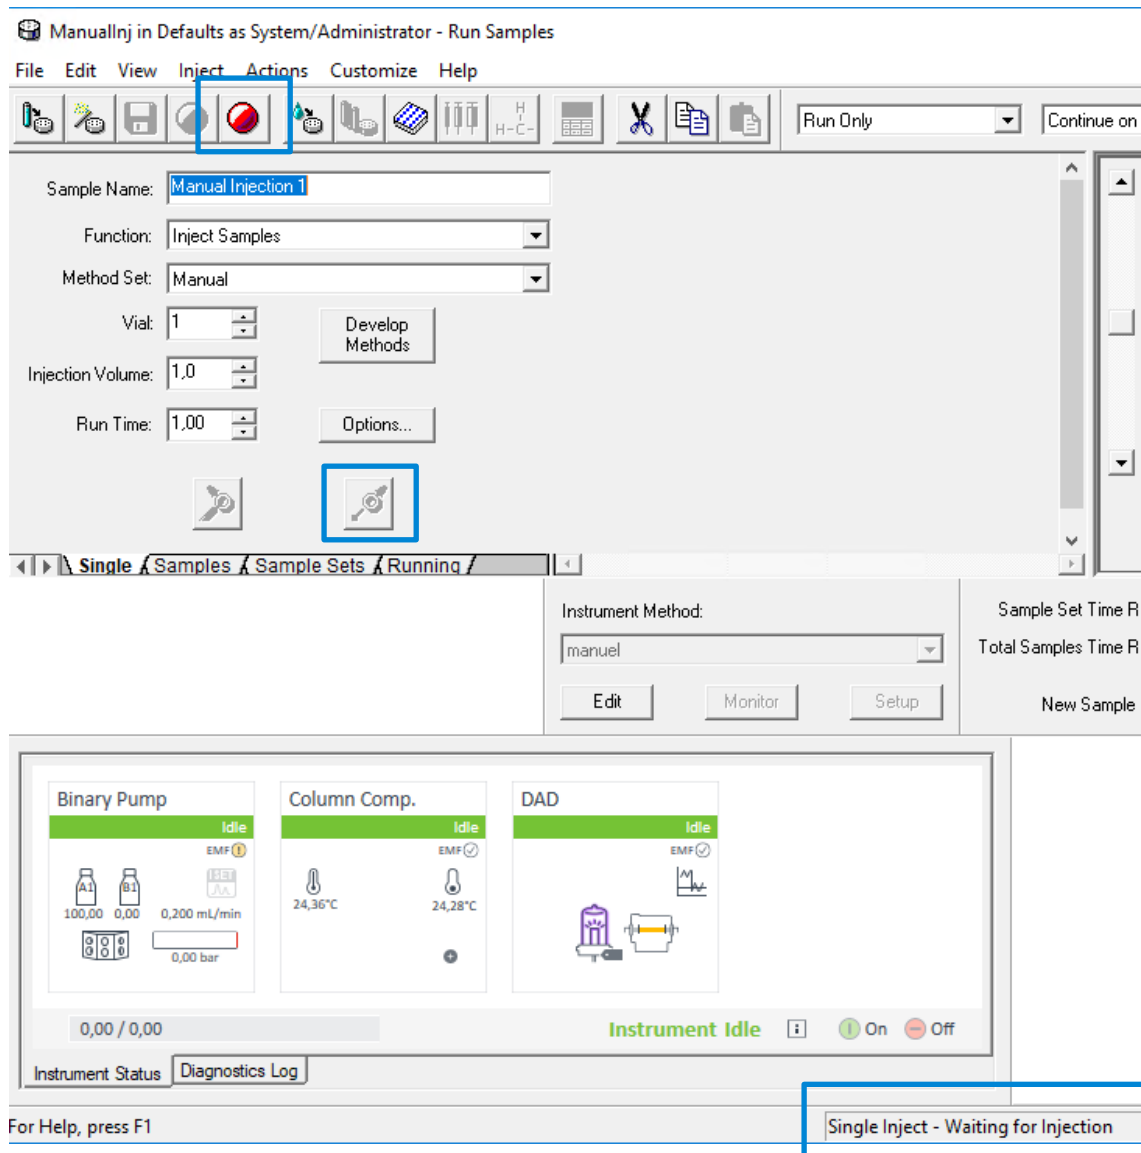 ManualInj in Defaults as System/Administrator - Run Samples
File Edit View Inject Actions Customize Help
H
H-C-
Run Only
Continue on
Sample Name: Manual Injection 1
Function: Inject Samples
Method Set: Manual
Vial: 1
Develop
Methods
Injection Volume: 1,0
Run Time: 1,00
Options...
Single Samples Sample Sets Running
Instrument Method:
manuel
Edit Monitor Setup
Sample Set Time R
Total Samples Time R
New Sample
Binary Pump
Idle
EMF
A1 B1
SET
100,00 0,00 0,200 mL/min
0,00 bar
Column Comp.
Idle
EMF
24,36°C 24,28°C
DAD
Idle
EMF
0,00 / 0,00
Instrument Idle On Off
Instrument Status Diagnostics Log
For Help, press F1
Single Inject - Waiting for Injection